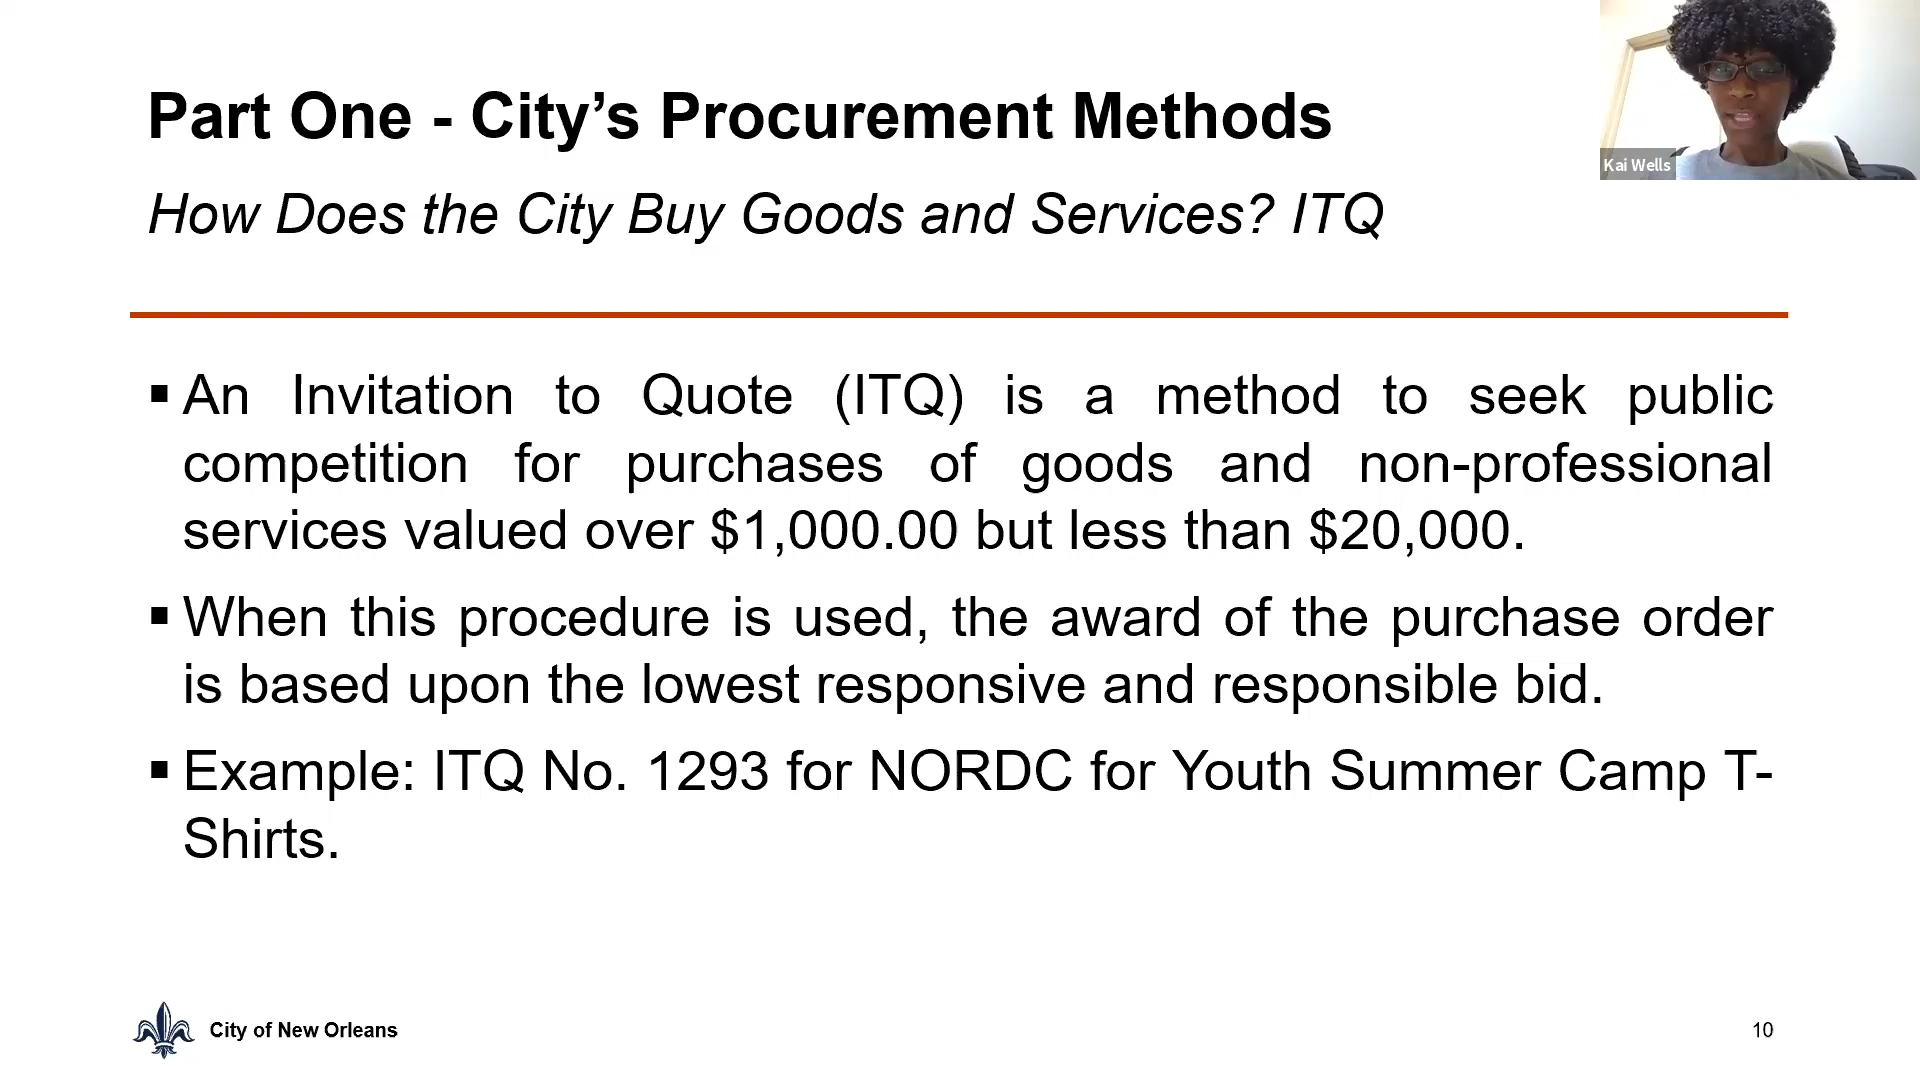 Part One - City’s Procurement Methods
Kai Wells
How Does the City Buy Goods and Services? ITQ
▪ An Invitation to Quote (ITQ) is a method to seek public
competition for purchases of goods and non-professional
services valued over $1,000.00 but less than $20,000.
▪ When this procedure is used, the award of the purchase order
is based upon the lowest responsive and responsible bid.
▪ Example: ITQ No. 1293 for NORDC for Youth Summer Camp T-
Shirts.
City of New Orleans
10